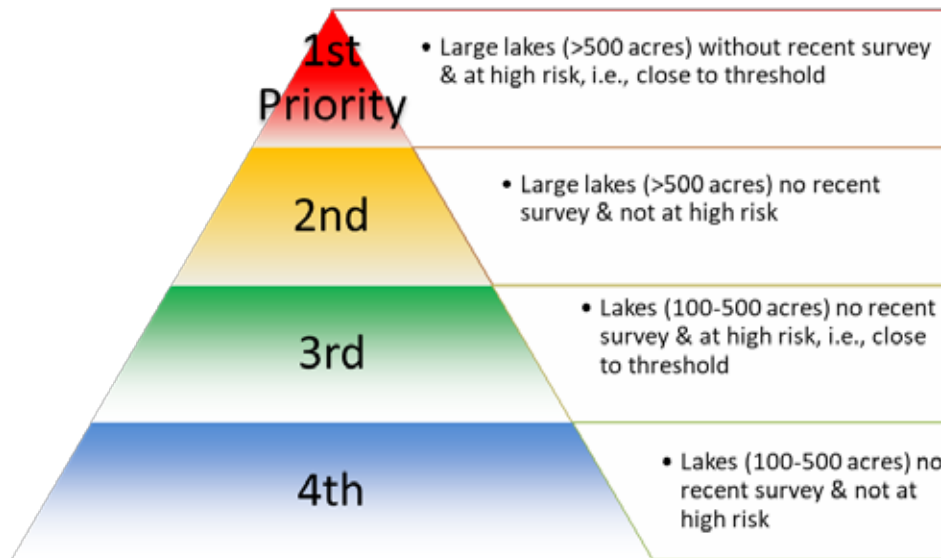 1st
Priority
• Large lakes (>500 acres) without recent survey
& at high risk, i.e., close to threshold
2nd
• Large lakes (>500 acres) no recent
survey & not at high risk
3rd
• Lakes (100-500 acres) no recent
survey & at high risk, i.e., close
to threshold
4th
• Lakes (100-500 acres) no
recent survey & not at
high risk